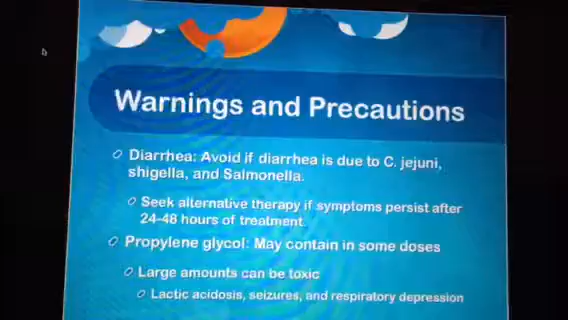 Warnings and Precautions
Diarrhea: Avoid if diarrhea is due to C. jejuni,
shigella, and Salmonella.
Seek alternative therapy if symptoms persist after
24-48 hours of treatment.
Propylene glycol: May contain in some doses
Large amounts can be toxic
Lactic acidosis, seizures, and respiratory depression